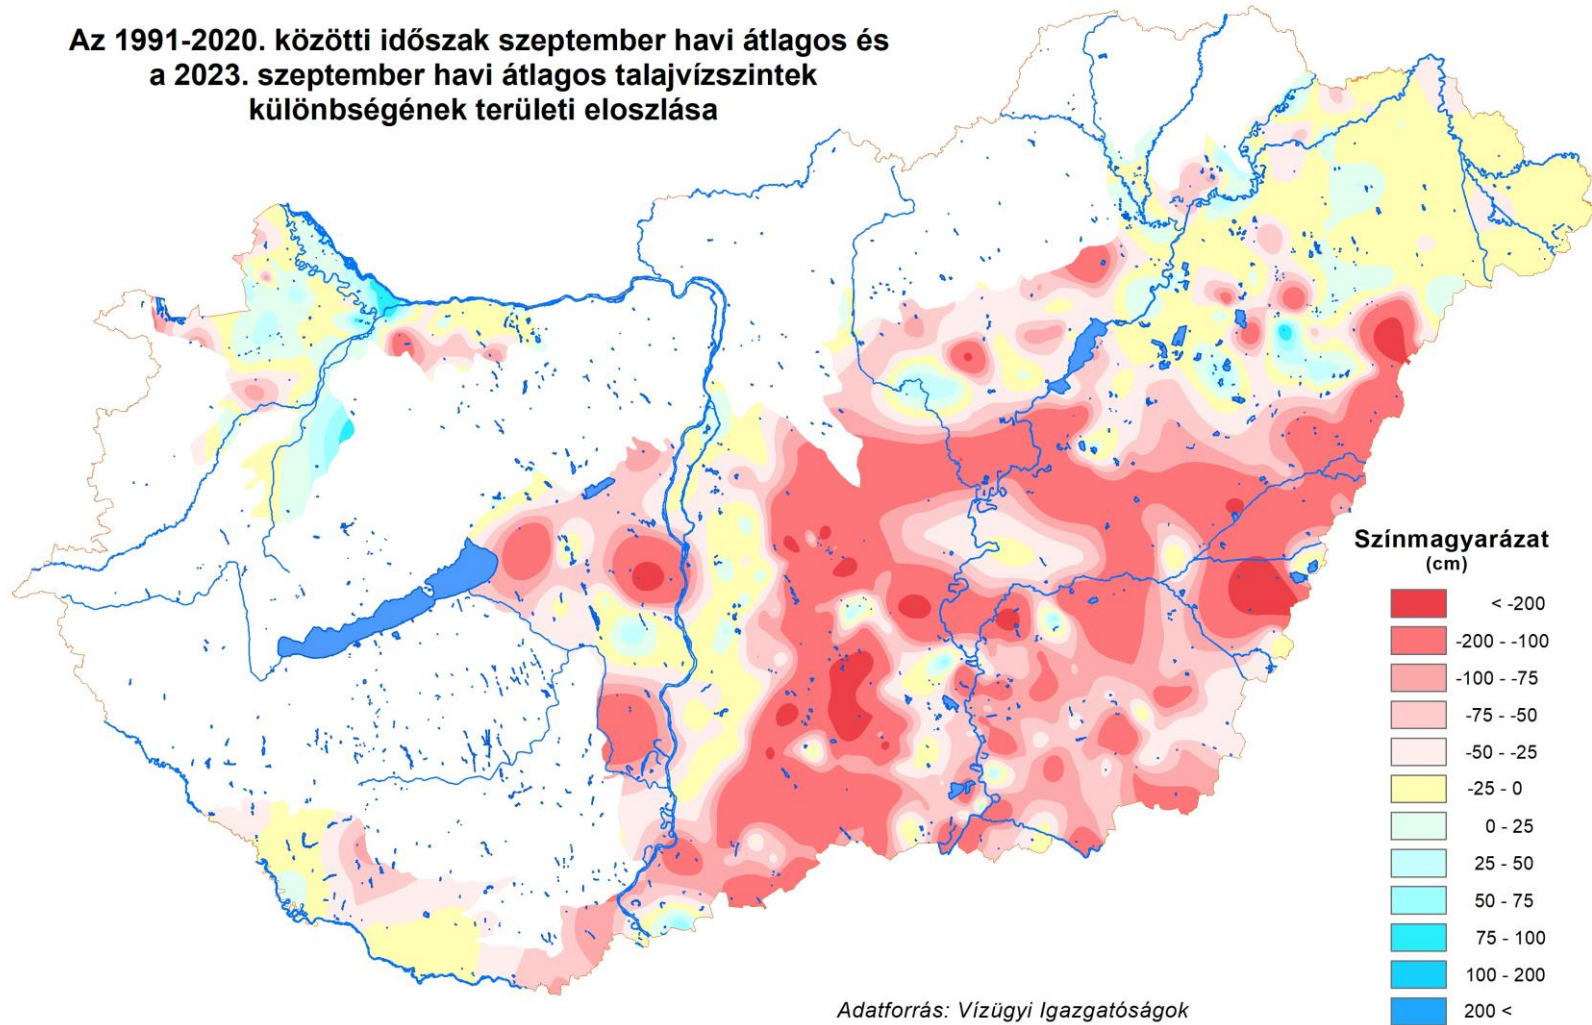 Az 1991-2020. közötti időszak szeptember havi átlagos és
a 2023. szeptember havi átlagos talajvízszintek
különbségének területi eloszlása
Színmagyarázat
(cm)
< -200
-200 - -100
-100 - -75
-75 - -50
-50 - -25
-25 - 0
0 - 25
25 - 50
50 - 75
75 - 100
100 - 200
200 <
Adatforrás: Vízügyi Igazgatóságok